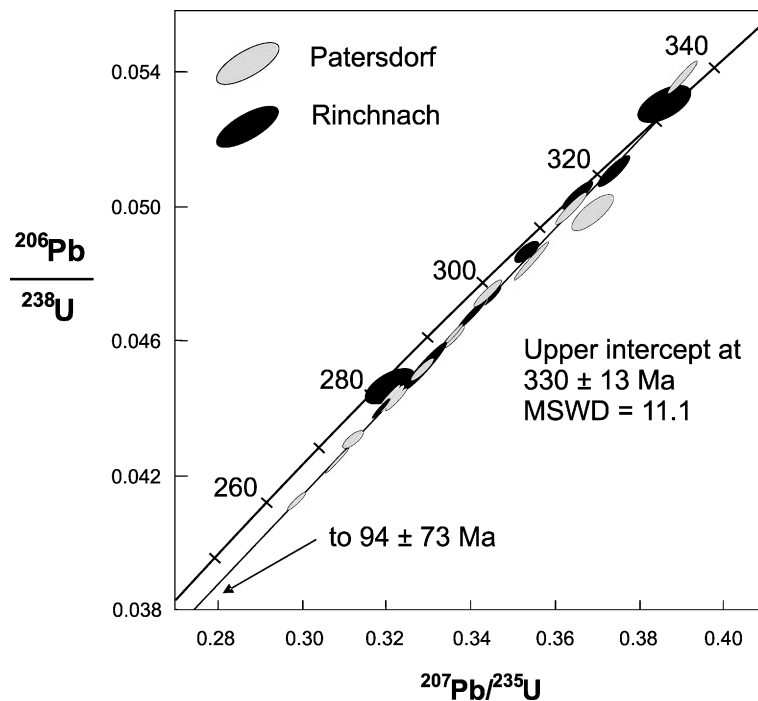 Patersdorf
Rinchnach
340
320
300
280
260
0.054
0.050
0.046
0.042
0.038
206Pb
238U
Upper intercept at
330 ± 13 Ma
MSWD = 11.1
to 94 ± 73 Ma
0.28 0.30 0.32 0.34 0.36 0.38 0.40
207Pb/235U